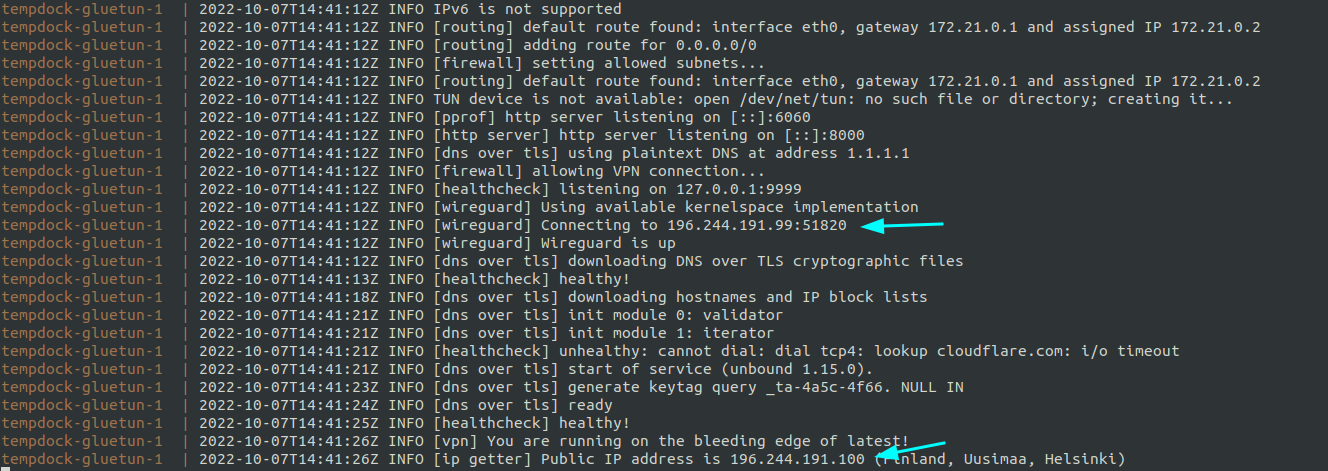 tempdock-gluetun-1 | 2022-10-07T14:41:12Z INFO IPv6 is not supported
tempdock-gluetun-1 | 2022-10-07T14:41:12Z INFO [routing] default route found: interface eth0, gateway 172.21.0.1 and assigned IP 172.21.0.2
tempdock-gluetun-1 | 2022-10-07T14:41:12Z INFO [routing] adding route for 0.0.0.0/0
tempdock-gluetun-1 | 2022-10-07T14:41:12Z INFO [firewall] setting allowed subnets...
tempdock-gluetun-1 | 2022-10-07T14:41:12Z INFO [routing] default route found: interface eth0, gateway 172.21.0.1 and assigned IP 172.21.0.2
tempdock-gluetun-1 | 2022-10-07T14:41:12Z INFO TUN device is not available: open /dev/net/tun: no such file or directory; creating it...
tempdock-gluetun-1 | 2022-10-07T14:41:12Z INFO [pprof] http server listening on [::]:6060
tempdock-gluetun-1 | 2022-10-07T14:41:12Z INFO [http server] http server listening on [::]:8000
tempdock-gluetun-1 | 2022-10-07T14:41:12Z INFO [dns over tls] using plaintext DNS at address 1.1.1.1
tempdock-gluetun-1 | 2022-10-07T14:41:12Z INFO [firewall] allowing VPN connection...
tempdock-gluetun-1 | 2022-10-07T14:41:12Z INFO [healthcheck] listening on 127.0.0.1:9999
tempdock-gluetun-1 | 2022-10-07T14:41:12Z INFO [wireguard] Using available kernelspace implementation
tempdock-gluetun-1 | 2022-10-07T14:41:12Z INFO [wireguard] Connecting to 196.244.191.99:51820
tempdock-gluetun-1 | 2022-10-07T14:41:12Z INFO [wireguard] Wireguard is up
tempdock-gluetun-1 | 2022-10-07T14:41:12Z INFO [dns over tls] downloading DNS over TLS cryptographic files
tempdock-gluetun-1 | 2022-10-07T14:41:13Z INFO [healthcheck] healthy!
tempdock-gluetun-1 | 2022-10-07T14:41:18Z INFO [dns over tls] downloading hostnames and IP block lists
tempdock-gluetun-1 | 2022-10-07T14:41:21Z INFO [dns over tls] init module 0: validator
tempdock-gluetun-1 | 2022-10-07T14:41:21Z INFO [dns over tls] init module 1: iterator
tempdock-gluetun-1 | 2022-10-07T14:41:21Z INFO [healthcheck] unhealthy: cannot dial: dial tcp4: lookup cloudflare.com: i/o timeout
tempdock-gluetun-1 | 2022-10-07T14:41:21Z INFO [dns over tls] start of service (unbound 1.15.0).
tempdock-gluetun-1 | 2022-10-07T14:41:23Z INFO [dns over tls] generate keytag query _ta-4a5c-4f66. NULL IN
tempdock-gluetun-1 | 2022-10-07T14:41:24Z INFO [dns over tls] ready
tempdock-gluetun-1 | 2022-10-07T14:41:25Z INFO [healthcheck] healthy!
tempdock-gluetun-1 | 2022-10-07T14:41:26Z INFO [vpn] You are running on the bleeding edge of latest!
tempdock-gluetun-1 | 2022-10-07T14:41:26Z INFO [ip getter] Public IP address is 196.244.191.100 (Finland, Uusimaa, Helsinki)